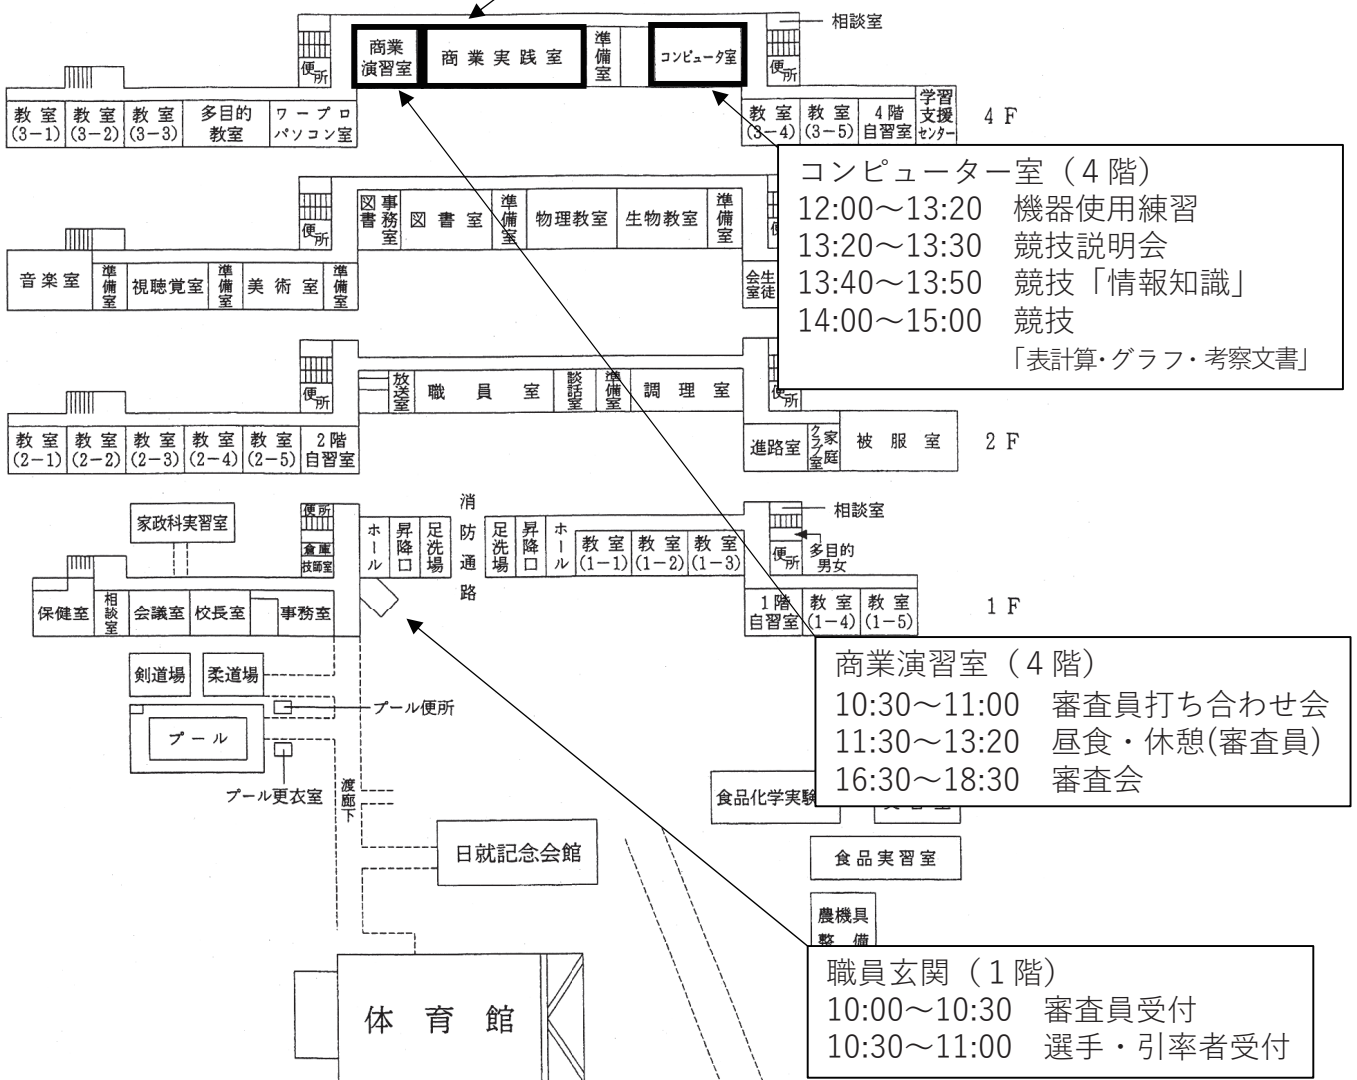 相談室
商業
演習室
商業実践室
準備室
コンピュータ室
便所
便所
教室
(3−1)
教室
(3−2)
教室
(3−3)
多目的
教室
ワープロ
パソコン室
教室
(3−4)
教室
(3−5)
4階
自習室
学習
支援
センター
4F
コンピューター室（４階）
12:00～13:20　機器使用練習
13:20～13:30　競技説明会
13:40～13:50　競技「情報知識」
14:00～15:00　競技
「表計算・グラフ・考察文書」
便所
図書
事務室
図書室
準備室
物理教室
生物教室
準備室
音楽室
準備室
視聴覚室
準備室
美術室
準備室
生徒
会室
便所
放送室
職員室
談話室
準備室
調理室
便所
教室
(2−1)
教室
(2−2)
教室
(2−3)
教室
(2−4)
教室
(2−5)
2階
自習室
進路室
家庭
クラブ室
被服室
2F
家政科実習室
便所
倉庫
技師室
ホール
昇降口
足洗場
消防通路
足洗場
昇降口
ホール
教室
(1−1)
教室
(1−2)
教室
(1−3)
相談室
便所
多目的
男女
保健室
相談室
会議室
校長室
事務室
1階
自習室
教室
(1−4)
教室
(1−5)
1F
商業演習室（４階）
10:30～11:00　審査員打ち合わせ会
11:30～13:20　昼食・休憩(審査員)
16:30～18:30　審査会
剣道場
柔道場
プール便所
プール
プール更衣室
渡廊下
食品化学実験
日就記念会館
食品実習室
農機具
整備
体育館
職員玄関（１階）
10:00～10:30　審査員受付
10:30～11:00　選手・引率者受付